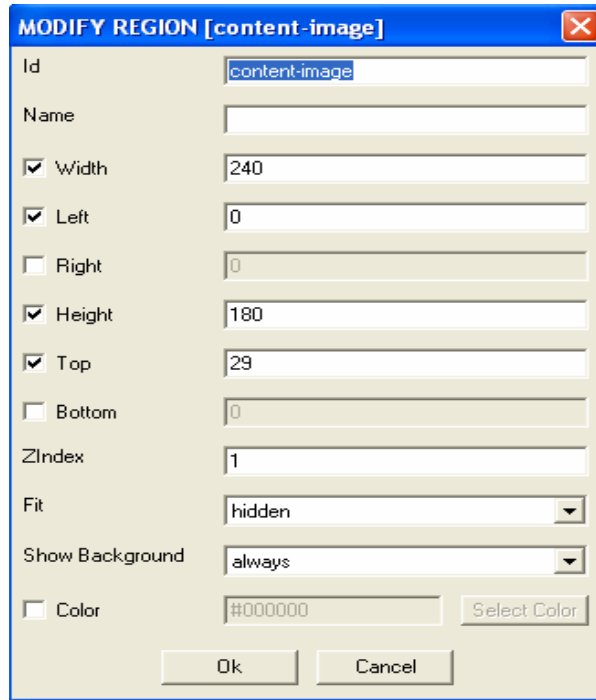 MODIFY REGION [content-image]
Id content-image
Name
Width 240
Left 0
Right 0
Height 180
Top 29
Bottom 0
ZIndex 1
Fit hidden
Show Background always
Color #000000 Select Color
Ok Cancel